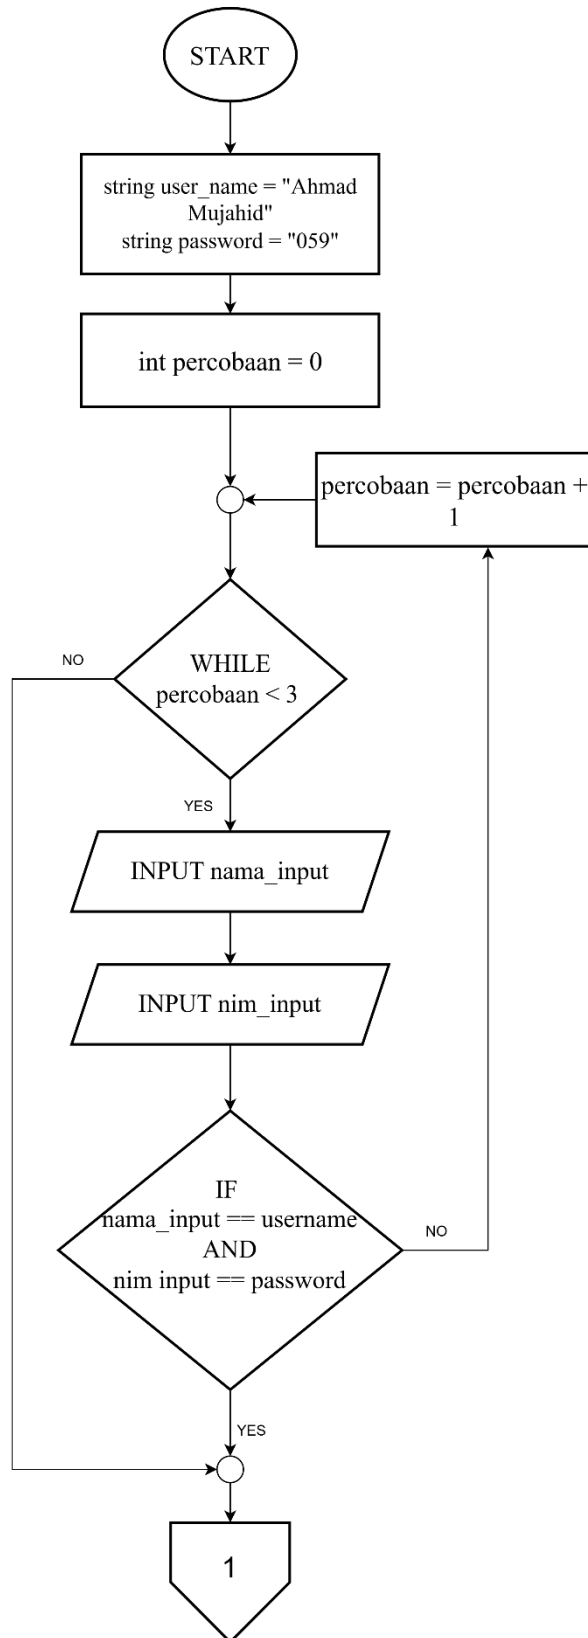 START
string user_name = "Ahmad
Mujahid"
string password = "059"
int percobaan = 0
percobaan = percobaan +
1
WHILE
percobaan < 3
NO
YES
INPUT nama_input
INPUT nim_input
IF
nama_input == username
AND
nim input == password
NO
YES
1